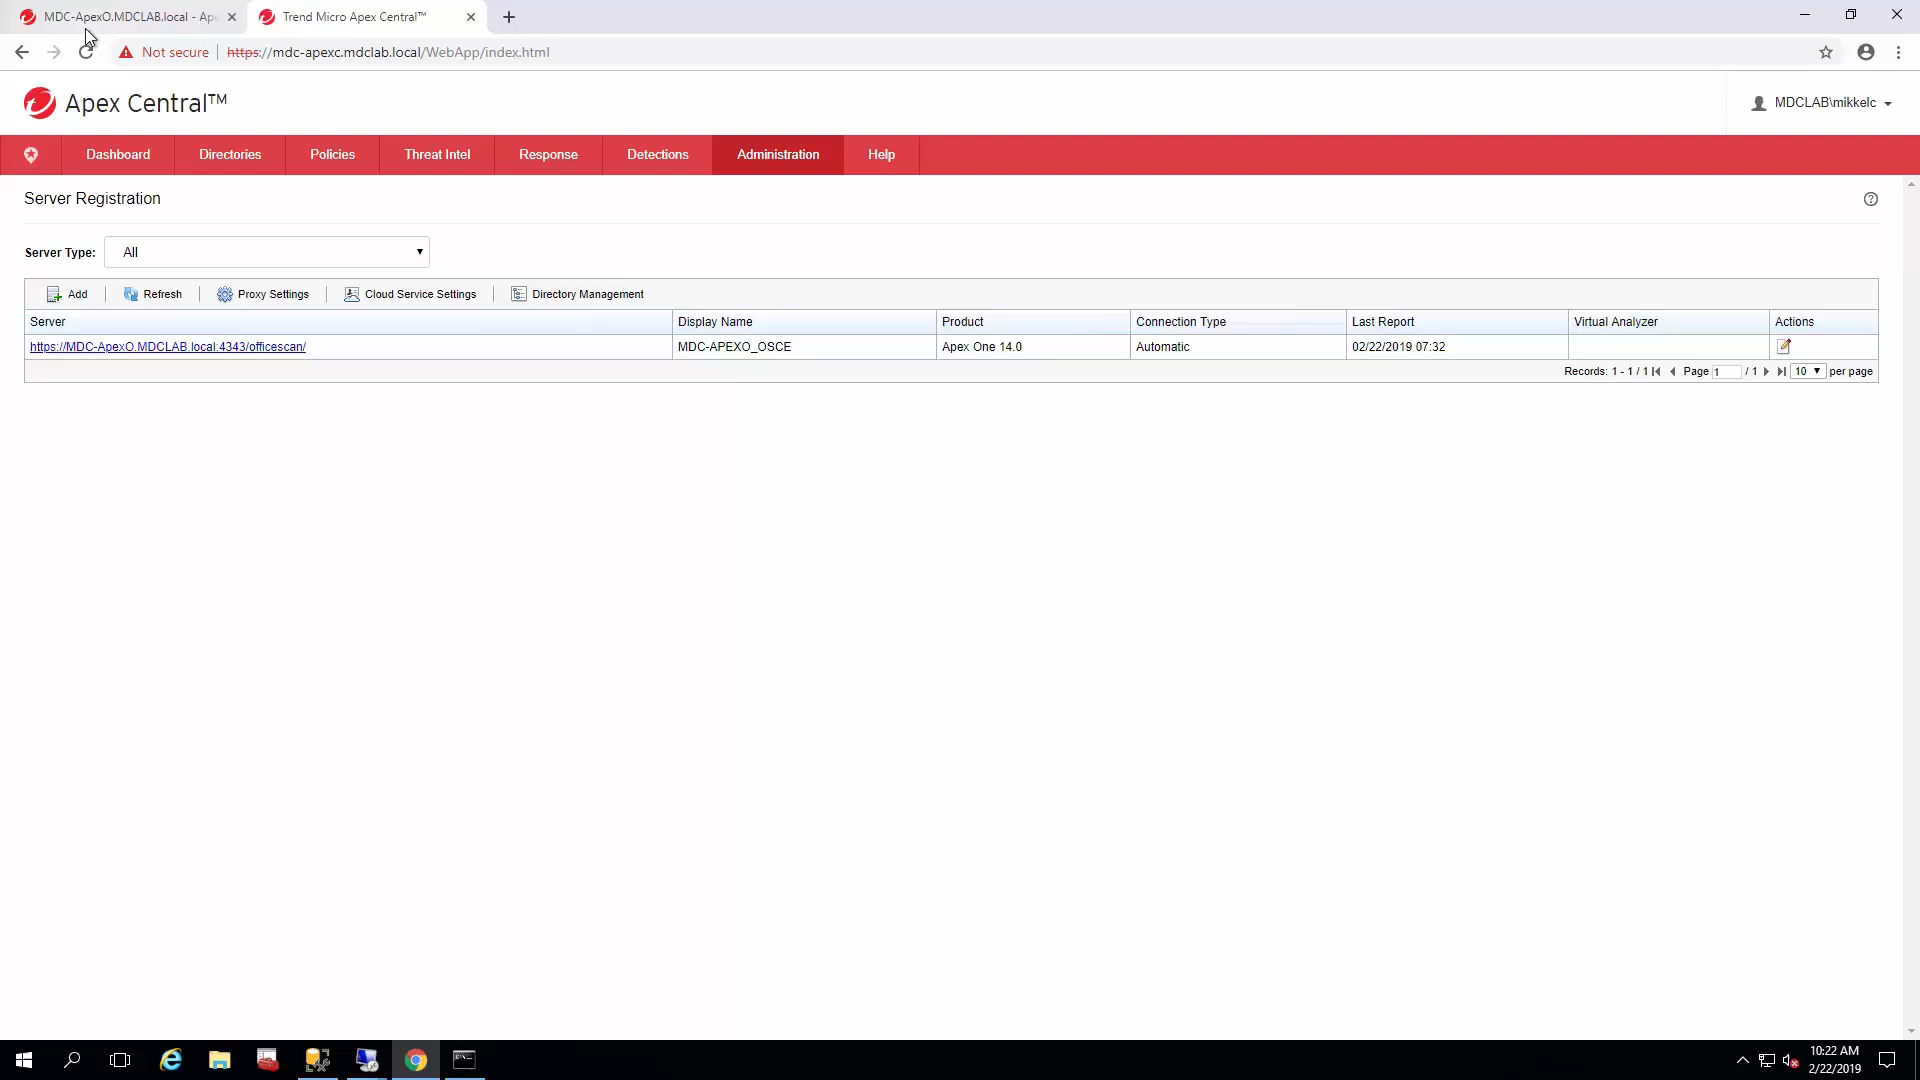 MDC-ApexO.MDCLAB.local - Ape
Trend Micro Apex Central™
Not secure
https://mdc-apexc.mdclab.local/WebApp/index.html
Apex Central™
MDCLAB\mikkelc
Dashboard
Directories
Policies
Threat Intel
Response
Detections
Administration
Help
Server Registration
Server Type: All
Add Refresh Proxy Settings Cloud Service Settings Directory Management
Server Display Name Product Connection Type Last Report Virtual Analyzer Actions
https://MDC-ApexO.MDCLAB.local:4343/officescan/ MDC-APEXO_OSCE Apex One 14.0 Automatic 02/22/2019 07:32
Records: 1 - 1 / 1 Page 1 / 1 10 per page
10:22 AM
2/22/2019